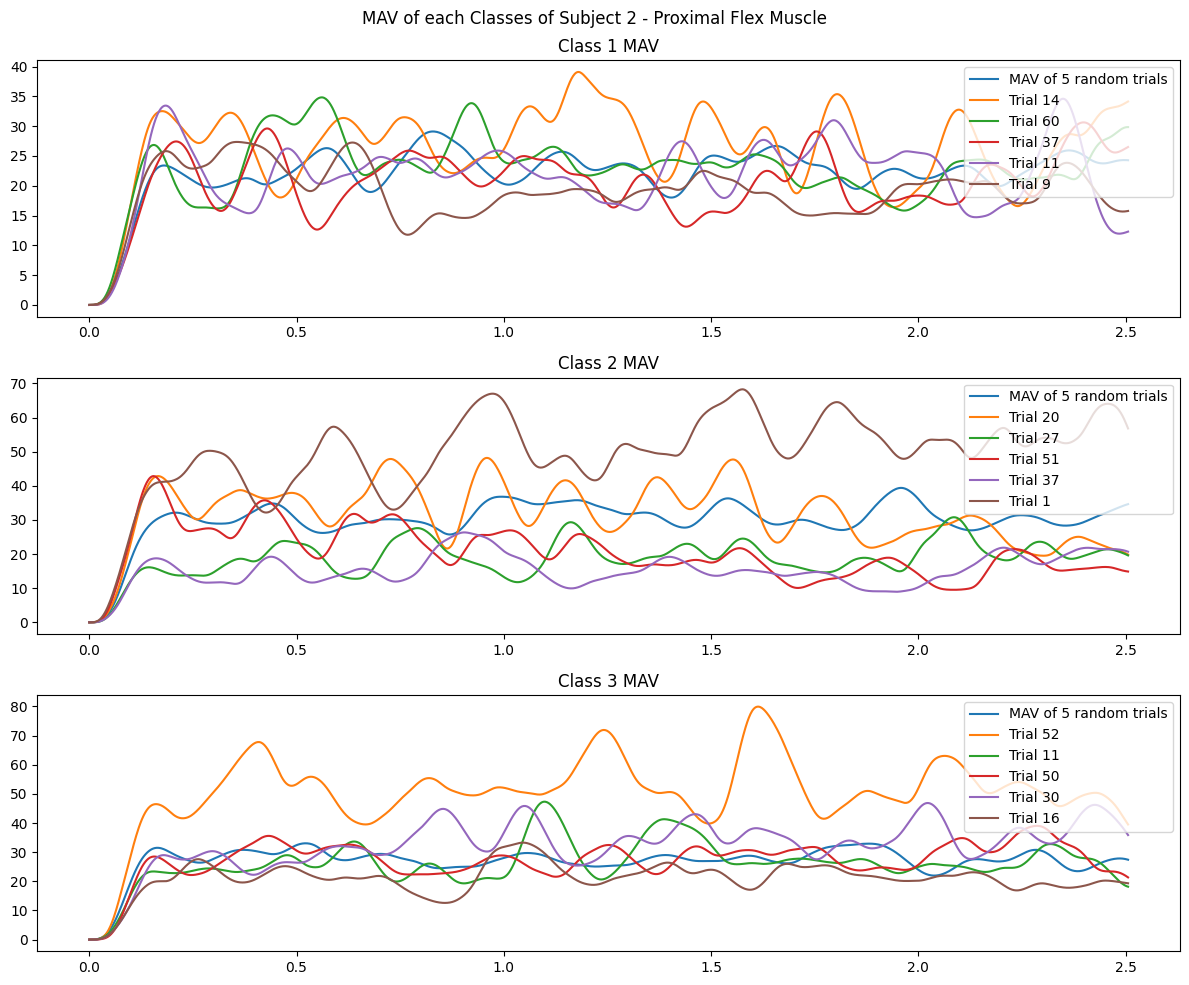 MAV of each Classes of Subject 2 - Proximal Flex Muscle
Class 1 MAV
40
35
30
25
20
15
10
5
0
MAV of 5 random trials
Trial 14
Trial 60
Trial 37
Trial 11
Trial 9
0.0 0.5 1.0 1.5 2.0 2.5
Class 2 MAV
70
60
50
40
30
20
10
0
MAV of 5 random trials
Trial 20
Trial 27
Trial 51
Trial 37
Trial 1
0.0 0.5 1.0 1.5 2.0 2.5
Class 3 MAV
80
70
60
50
40
30
20
10
0
MAV of 5 random trials
Trial 52
Trial 11
Trial 50
Trial 30
Trial 16
0.0 0.5 1.0 1.5 2.0 2.5